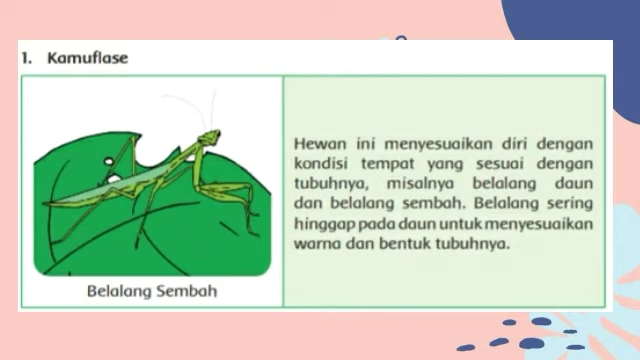 1. Kamuflase
Hewan ini menyesuaikan diri dengan
kondisi tempat yang sesuai dengan
tubuhnya, misalnya belalang daun
dan belalang sembah. Belalang sering
hinggap pada daun untuk menyesuaikan
warna dan bentuk tubuhnya.
Belalang Sembah